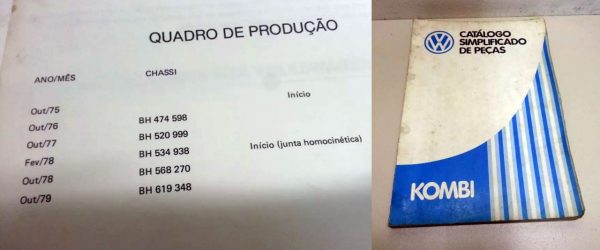 QUADRO DE PRODUÇÃO
ANO/MÊS CHASSI
Out/75 Início
Out/76 BH 474 598
Out/77 BH 520 999
Fev/78 BH 534 938 Início (junta homocinética)
Out/78 BH 568 270
Out/79 BH 619 348
CATÁLOGO
SIMPLIFICADO
DE PEÇAS
KOMBI